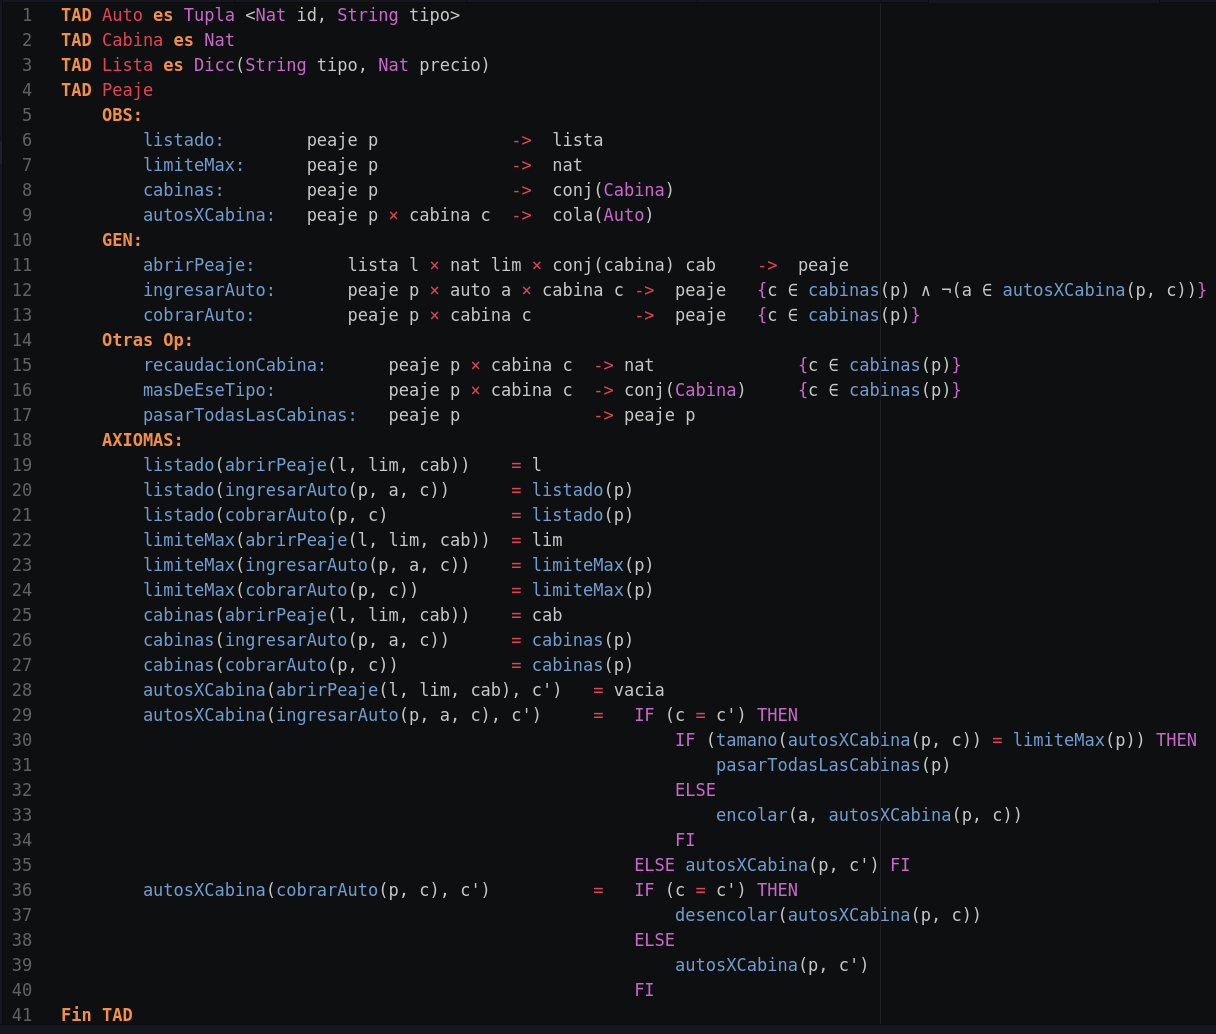 1 TAD Auto es Tupla <Nat id, String tipo>
2 TAD Cabina es Nat
3 TAD Lista es Dicc(String tipo, Nat precio)
4 TAD Peaje
5 OBS:
6 listado: peaje p -> lista
7 limiteMax: peaje p -> nat
8 cabinas: peaje p -> conj(Cabina)
9 autosXCabina: peaje p × cabina c -> cola(Auto)
10 GEN:
11 abrirPeaje: lista l × nat lim × conj(cabina) cab -> peaje
12 ingresarAuto: peaje p × auto a × cabina c -> peaje {c ∈ cabinas(p) ∧ ¬(a ∈ autosXCabina(p, c))}
13 cobrarAuto: peaje p × cabina c -> peaje {c ∈ cabinas(p)}
14 Otras Op:
15 recaudacionCabina: peaje p × cabina c -> nat {c ∈ cabinas(p)}
16 masDeEseTipo: peaje p × cabina c -> conj(Cabina) {c ∈ cabinas(p)}
17 pasarTodasLasCabinas: peaje p -> peaje p
18 AXIOMAS:
19 listado(abrirPeaje(l, lim, cab)) = l
20 listado(ingresarAuto(p, a, c)) = listado(p)
21 listado(cobrarAuto(p, c) = listado(p)
22 limiteMax(abrirPeaje(l, lim, cab)) = lim
23 limiteMax(ingresarAuto(p, a, c)) = limiteMax(p)
24 limiteMax(cobrarAuto(p, c)) = limiteMax(p)
25 cabinas(abrirPeaje(l, lim, cab)) = cab
26 cabinas(ingresarAuto(p, a, c)) = cabinas(p)
27 cabinas(cobrarAuto(p, c)) = cabinas(p)
28 autosXCabina(abrirPeaje(l, lim, cab), c') = vacia
29 autosXCabina(ingresarAuto(p, a, c), c') = IF (c = c') THEN
30 IF (tamano(autosXCabina(p, c)) = limiteMax(p)) THEN
31 pasarTodasLasCabinas(p)
32 ELSE
33 encolar(a, autosXCabina(p, c))
34 FI
35 ELSE autosXCabina(p, c') FI
36 autosXCabina(cobrarAuto(p, c), c') = IF (c = c') THEN
37 desencolar(autosXCabina(p, c))
38 ELSE
39 autosXCabina(p, c')
40 FI
41 Fin TAD